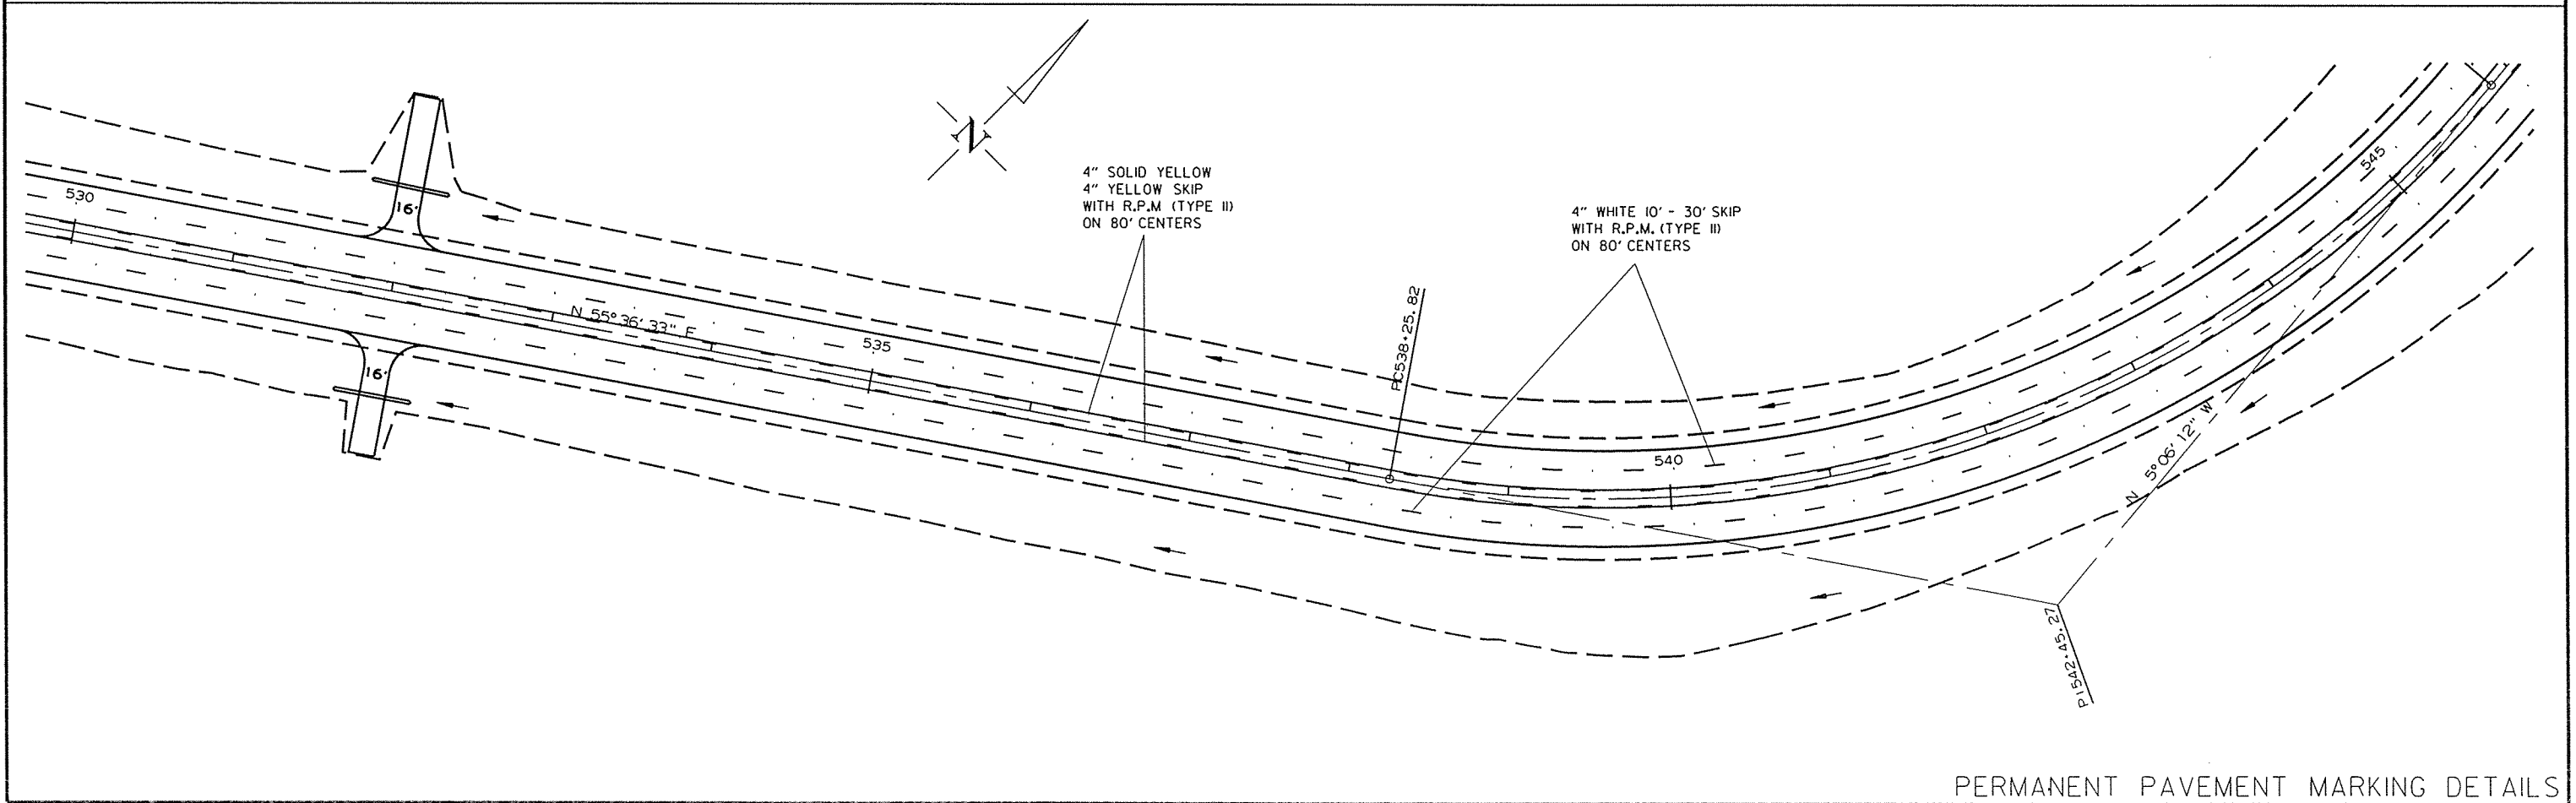 N
4" SOLID YELLOW
4" YELLOW SKIP
WITH R.P.M (TYPE II)
ON 80' CENTERS
4" WHITE 10' - 30' SKIP
WITH R.P.M. (TYPE II)
ON 80' CENTERS
530
16'
16'
N 55°36'33" E
535
PC538+25.82
540
545
N 5°06'12" W
PI542+45.27
PERMANENT PAVEMENT MARKING DETAILS